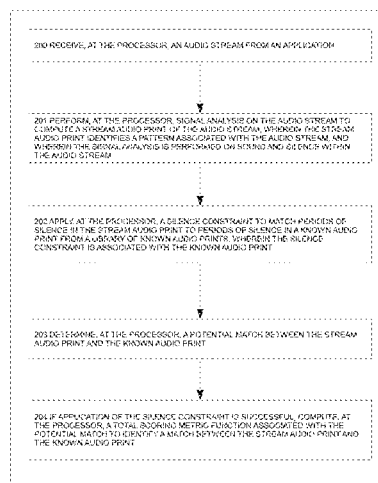 200 RECEIVE, AT THE PROCESSOR, AN AUDIO STREAM FROM AN APPLICATION
201 PERFORM, AT THE PROCESSOR, SIGNAL ANALYSIS ON THE AUDIO STREAM TO
COMPUTE A STREAM AUDIO PRINT OF THE AUDIO STREAM, WHEREIN THE STREAM
AUDIO PRINT IDENTIFIES A PATTERN ASSOCIATED WITH THE AUDIO STREAM, AND
WHEREIN THE SIGNAL ANALYSIS IS PERFORMED ON SOUND AND SILENCE WITHIN
THE AUDIO STREAM
202 APPLY, AT THE PROCESSOR, A SILENCE CONSTRAINT TO MATCH PERIODS OF
SILENCE IN THE STREAM AUDIO PRINT TO PERIODS OF SILENCE IN A KNOWN AUDIO
PRINT FROM A LIBRARY OF KNOWN AUDIO PRINTS, WHEREIN THE SILENCE
CONSTRAINT IS ASSOCIATED WITH THE KNOWN AUDIO PRINT
203 DETERMINE, AT THE PROCESSOR, A POTENTIAL MATCH BETWEEN THE STREAM
AUDIO PRINT AND THE KNOWN AUDIO PRINT
204 IF APPLICATION OF THE SILENCE CONSTRAINT IS SUCCESSFUL, COMPUTE, AT
THE PROCESSOR, A TOTAL SCORING METRIC FUNCTION ASSOCIATED WITH THE
POTENTIAL MATCH TO IDENTIFY A MATCH BETWEEN THE STREAM AUDIO PRINT AND
THE KNOWN AUDIO PRINT